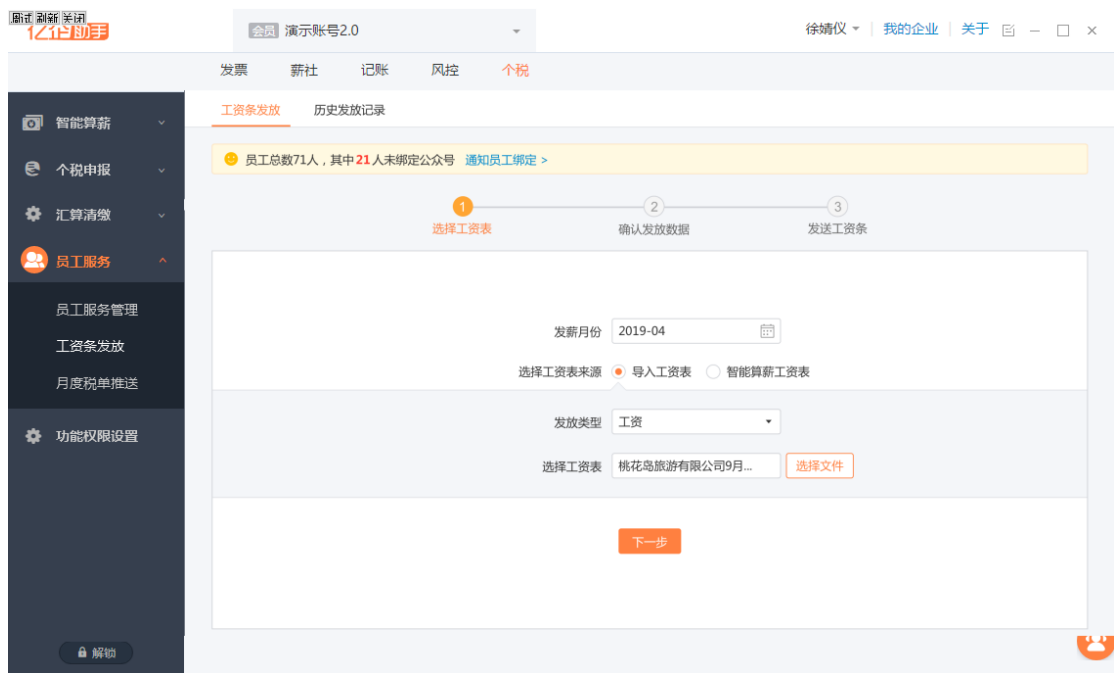 调试 刷新 关闭
亿企助手
会员 演示账号2.0
徐婧仪 我的企业 关于
发票 薪社 记账 风控 个税
工资条发放 历史发放记录
智能算薪
个税申报
汇算清缴
员工服务
员工服务管理
工资条发放
月度税单推送
功能权限设置
解锁
员工总数71人，其中21人未绑定公众号 通知员工绑定 >
1 2 3
选择工资表 确认发放数据 发送工资条
发薪月份 2019-04
选择工资表来源 导入工资表 智能算薪工资表
发放类型 工资
选择工资表 桃花岛旅游有限公司9月... 选择文件
下一步